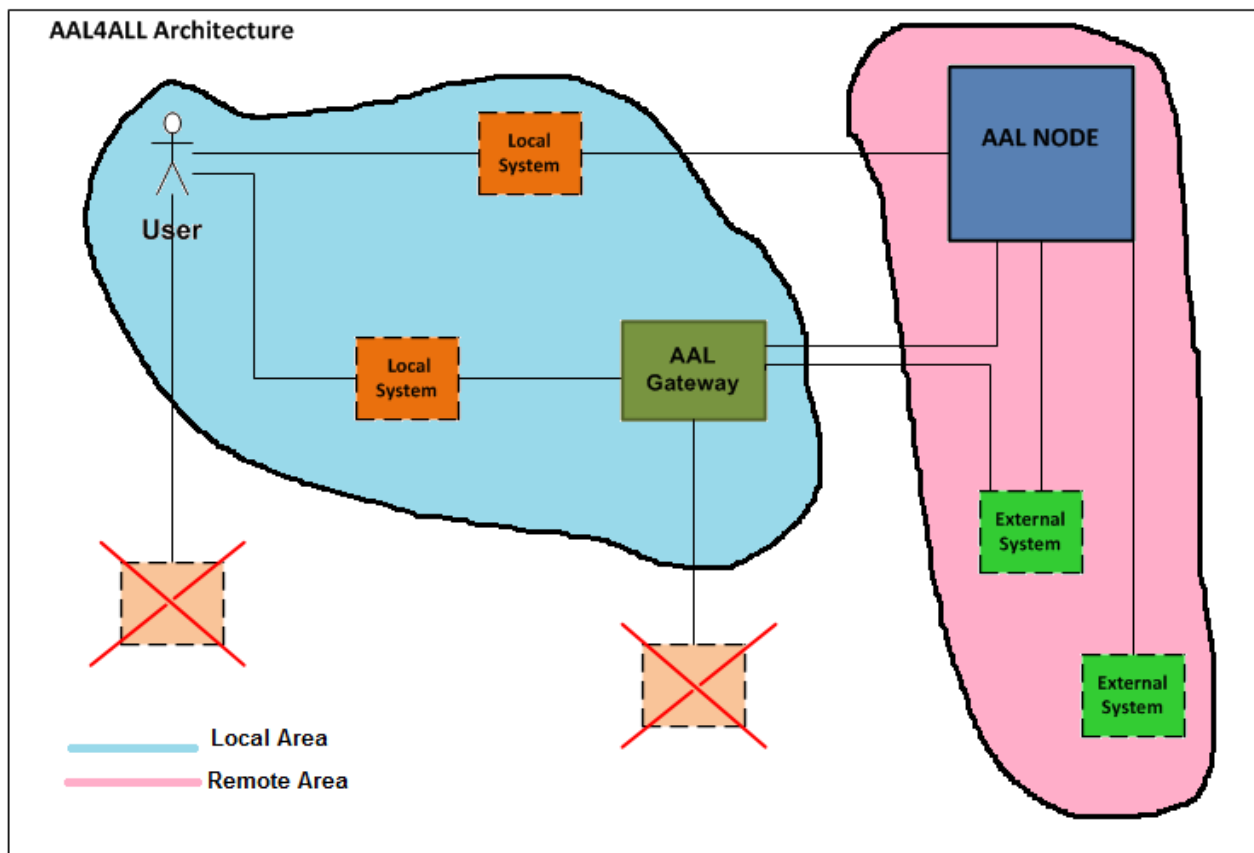 AAL4ALL Architecture
Local
System
AAL NODE
User
Local
System
AAL
Gateway
External
System
External
System
Local Area
Remote Area